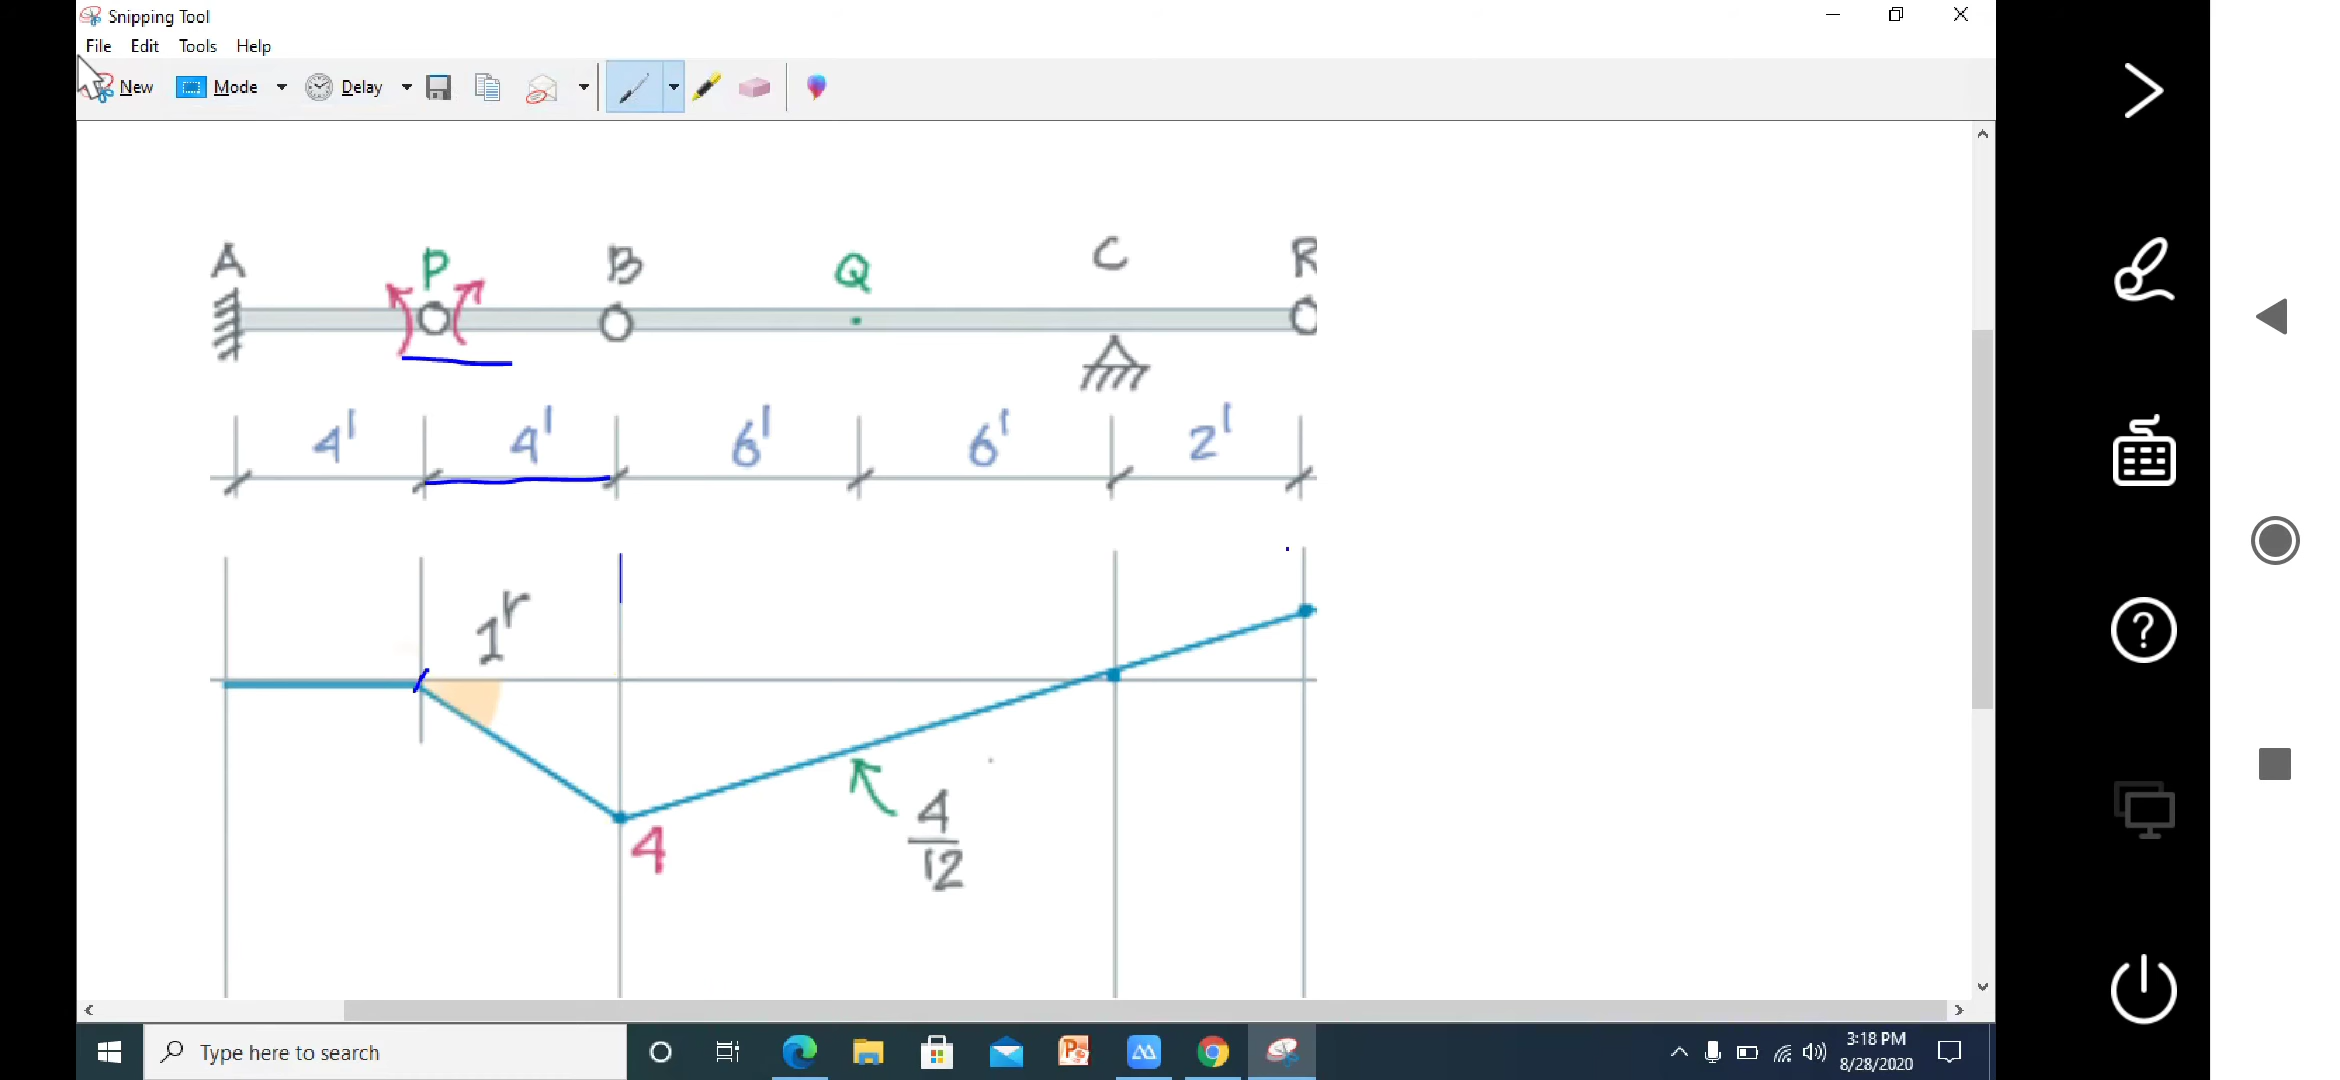 Snipping Tool
File Edit Tools Help
New Mode Delay
A P B Q C R
4' 4' 6' 6' 2'
1r
4
4
12
Type here to search
3:18 PM
8/28/2020